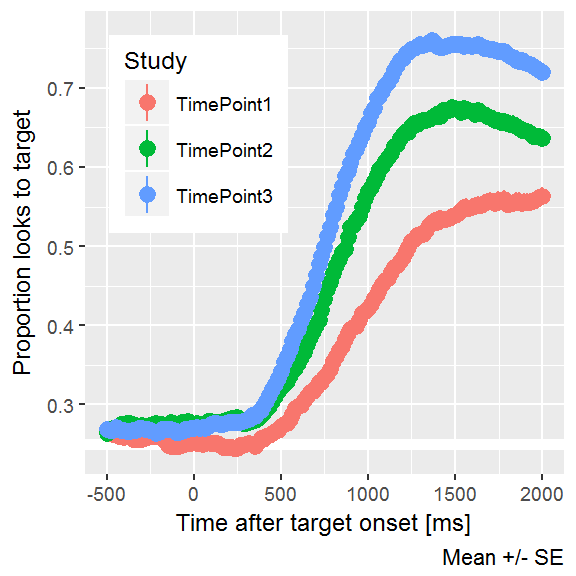 Study
TimePoint1
TimePoint2
TimePoint3
Proportion looks to target
0.7
0.6
0.5
0.4
0.3
-500 0 500 1000 1500 2000
Time after target onset [ms]
Mean +/- SE